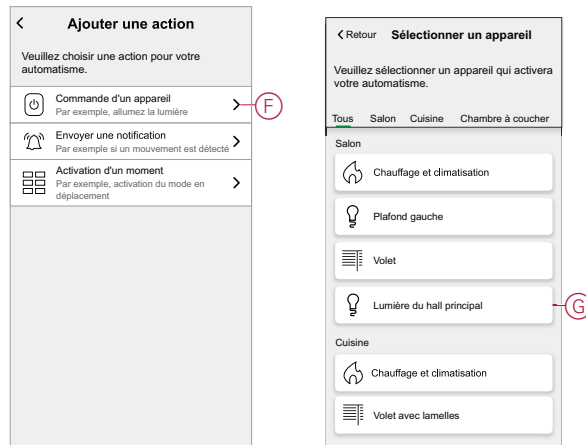 Ajouter une action
Veuillez choisir une action pour votre
automatisme.
Commande d'un appareil
Par exemple, allumez la lumière
F
Envoyer une notification
Par exemple si un mouvement est détecté
Activation d'un moment
Par exemple, activation du mode en
déplacement
Retour Sélectionner un appareil
Veuillez sélectionner un appareil qui activera
votre automatisme.
Tous Salon Cuisine Chambre à coucher
Salon
Chauffage et climatisation
Plafond gauche
Volet
Lumière du hall principal
G
Cuisine
Chauffage et climatisation
Volet avec lamelles